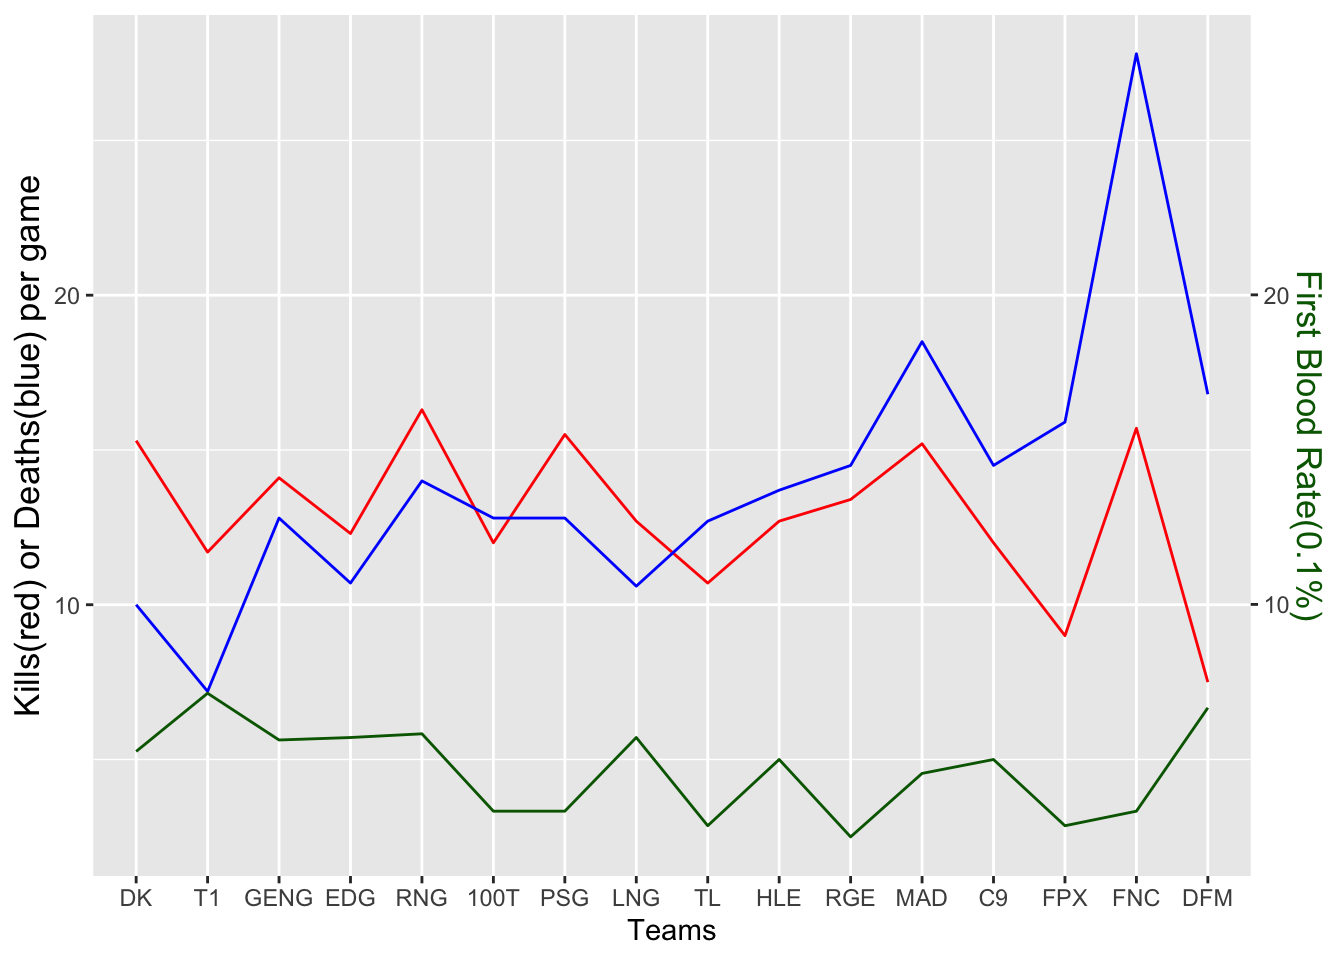 Kills(red) or Deaths(blue) per game
20
10
20
10
First Blood Rate(0.1%)
DK T1 GENG EDG RNG 100T PSG LNG TL HLE RGE MAD C9 FPX FNC DFM
Teams